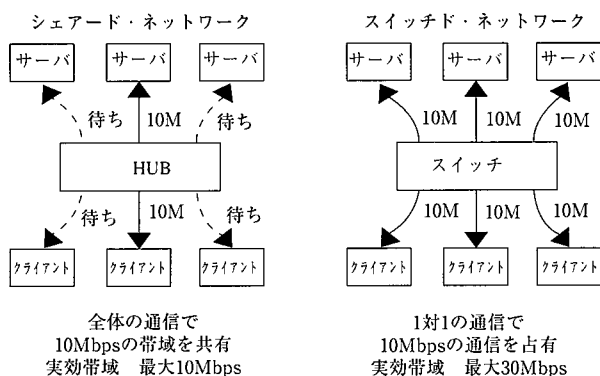 シェアード・ネットワーク
サーバ
サーバ
サーバ
待ち
10M
待ち
HUB
待ち
10M
待ち
クライアント
クライアント
クライアント
全体の通信で
10Mbpsの帯域を共有
実効帯域 最大10Mbps
スイッチド・ネットワーク
サーバ
サーバ
サーバ
10M
10M
10M
スイッチ
10M
10M
10M
クライアント
クライアント
クライアント
1対1の通信で
10Mbpsの通信を占有
実効帯域 最大30Mbps